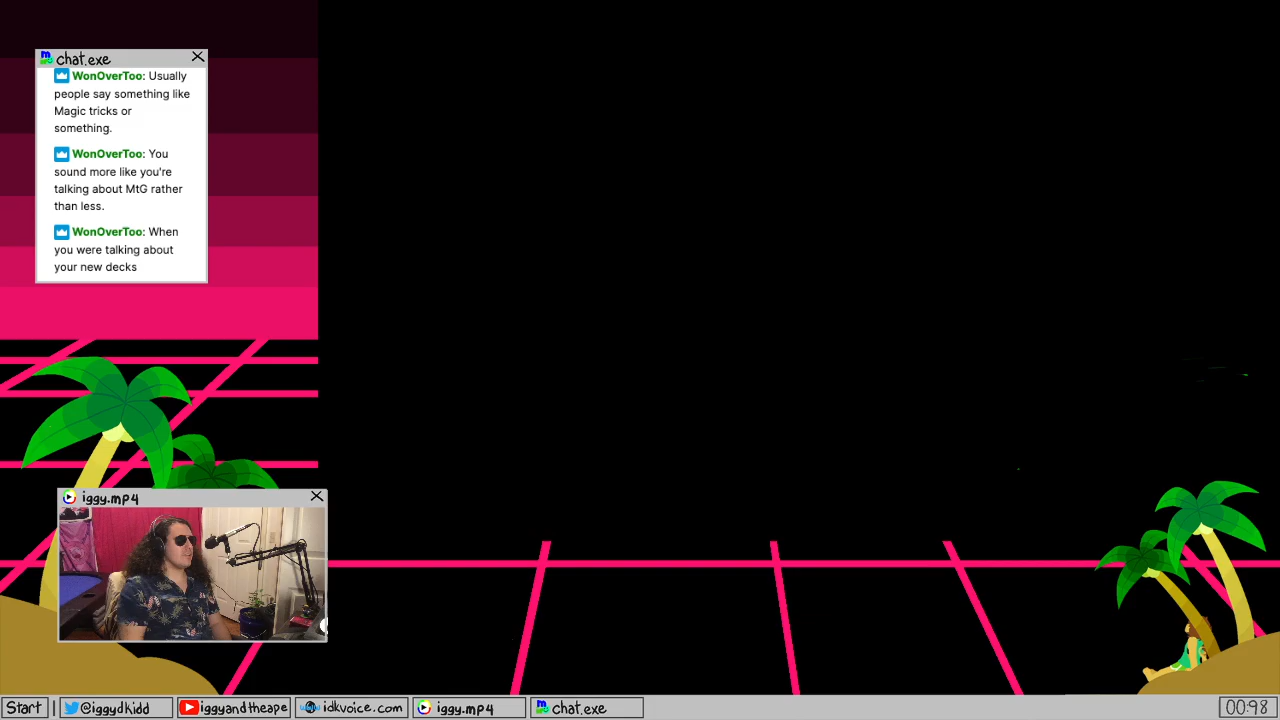 chat.exe
WonOverToo: Usually
people say something like
Magic tricks or
something.
WonOverToo: You
sound more like you're
talking about MtG rather
than less.
WonOverToo: When
you were talking about
your new decks
iggy.mp4
Start | @iggydkidd iggyandtheape idkvoice.com iggy.mp4 chat.exe 00:98